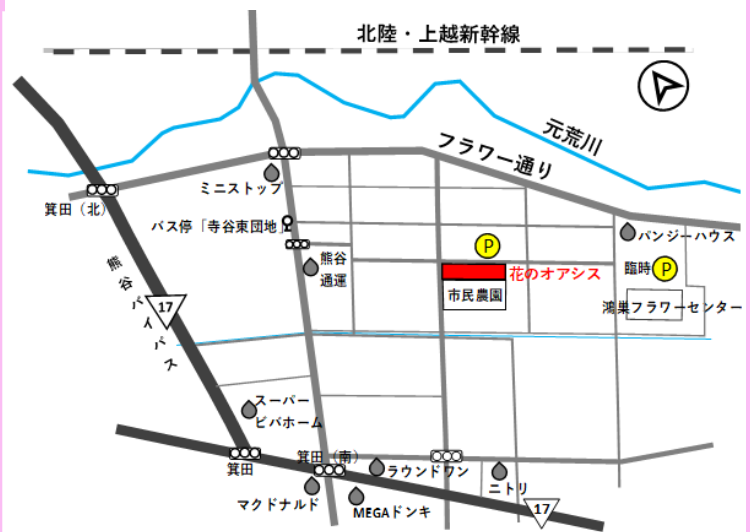 北陸・上越新幹線
元荒川
フラワー通り
ミニストップ
箕田（北）
バス停「寺谷東団地」
パンジーハウス
P
熊谷
通運
臨時
P
花のオアシス
市民農園
鴻巣フラワーセンター
熊谷バイパス
17
スーパー
ビバホーム
箕田
箕田（南）
ラウンドワン
ニトリ
マクドナルド
MEGAドンキ
17